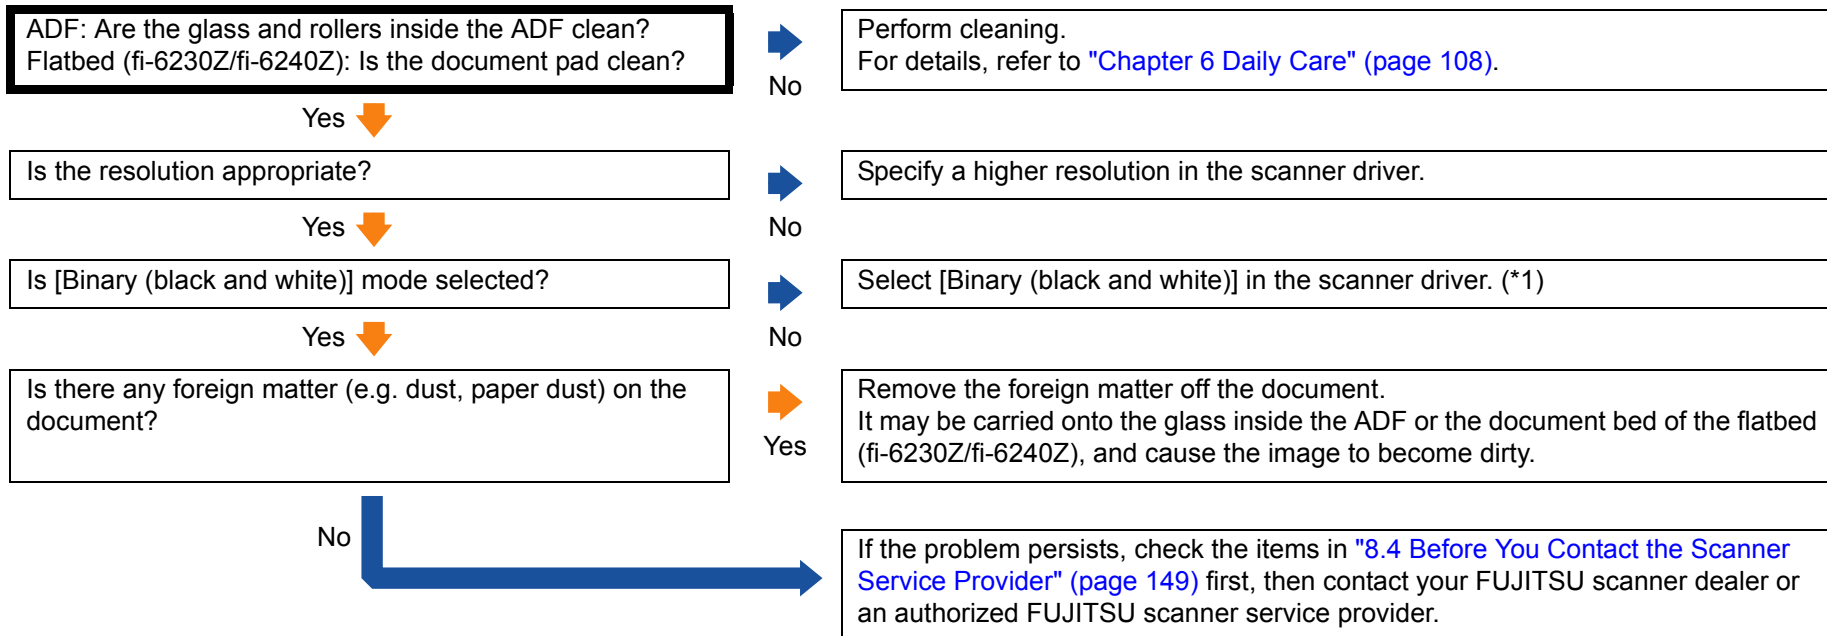 ADF: Are the glass and rollers inside the ADF clean?
Flatbed (fi-6230Z/fi-6240Z): Is the document pad clean?
No
Perform cleaning.
For details, refer to "Chapter 6 Daily Care" (page 108).
Yes
Is the resolution appropriate?
No
Specify a higher resolution in the scanner driver.
Yes
Is [Binary (black and white)] mode selected?
No
Select [Binary (black and white)] in the scanner driver. (*1)
Yes
Is there any foreign matter (e.g. dust, paper dust) on the
document?
Yes
Remove the foreign matter off the document.
It may be carried onto the glass inside the ADF or the document bed of the flatbed
(fi-6230Z/fi-6240Z), and cause the image to become dirty.
No
If the problem persists, check the items in "8.4 Before You Contact the Scanner
Service Provider" (page 149) first, then contact your FUJITSU scanner dealer or
an authorized FUJITSU scanner service provider.